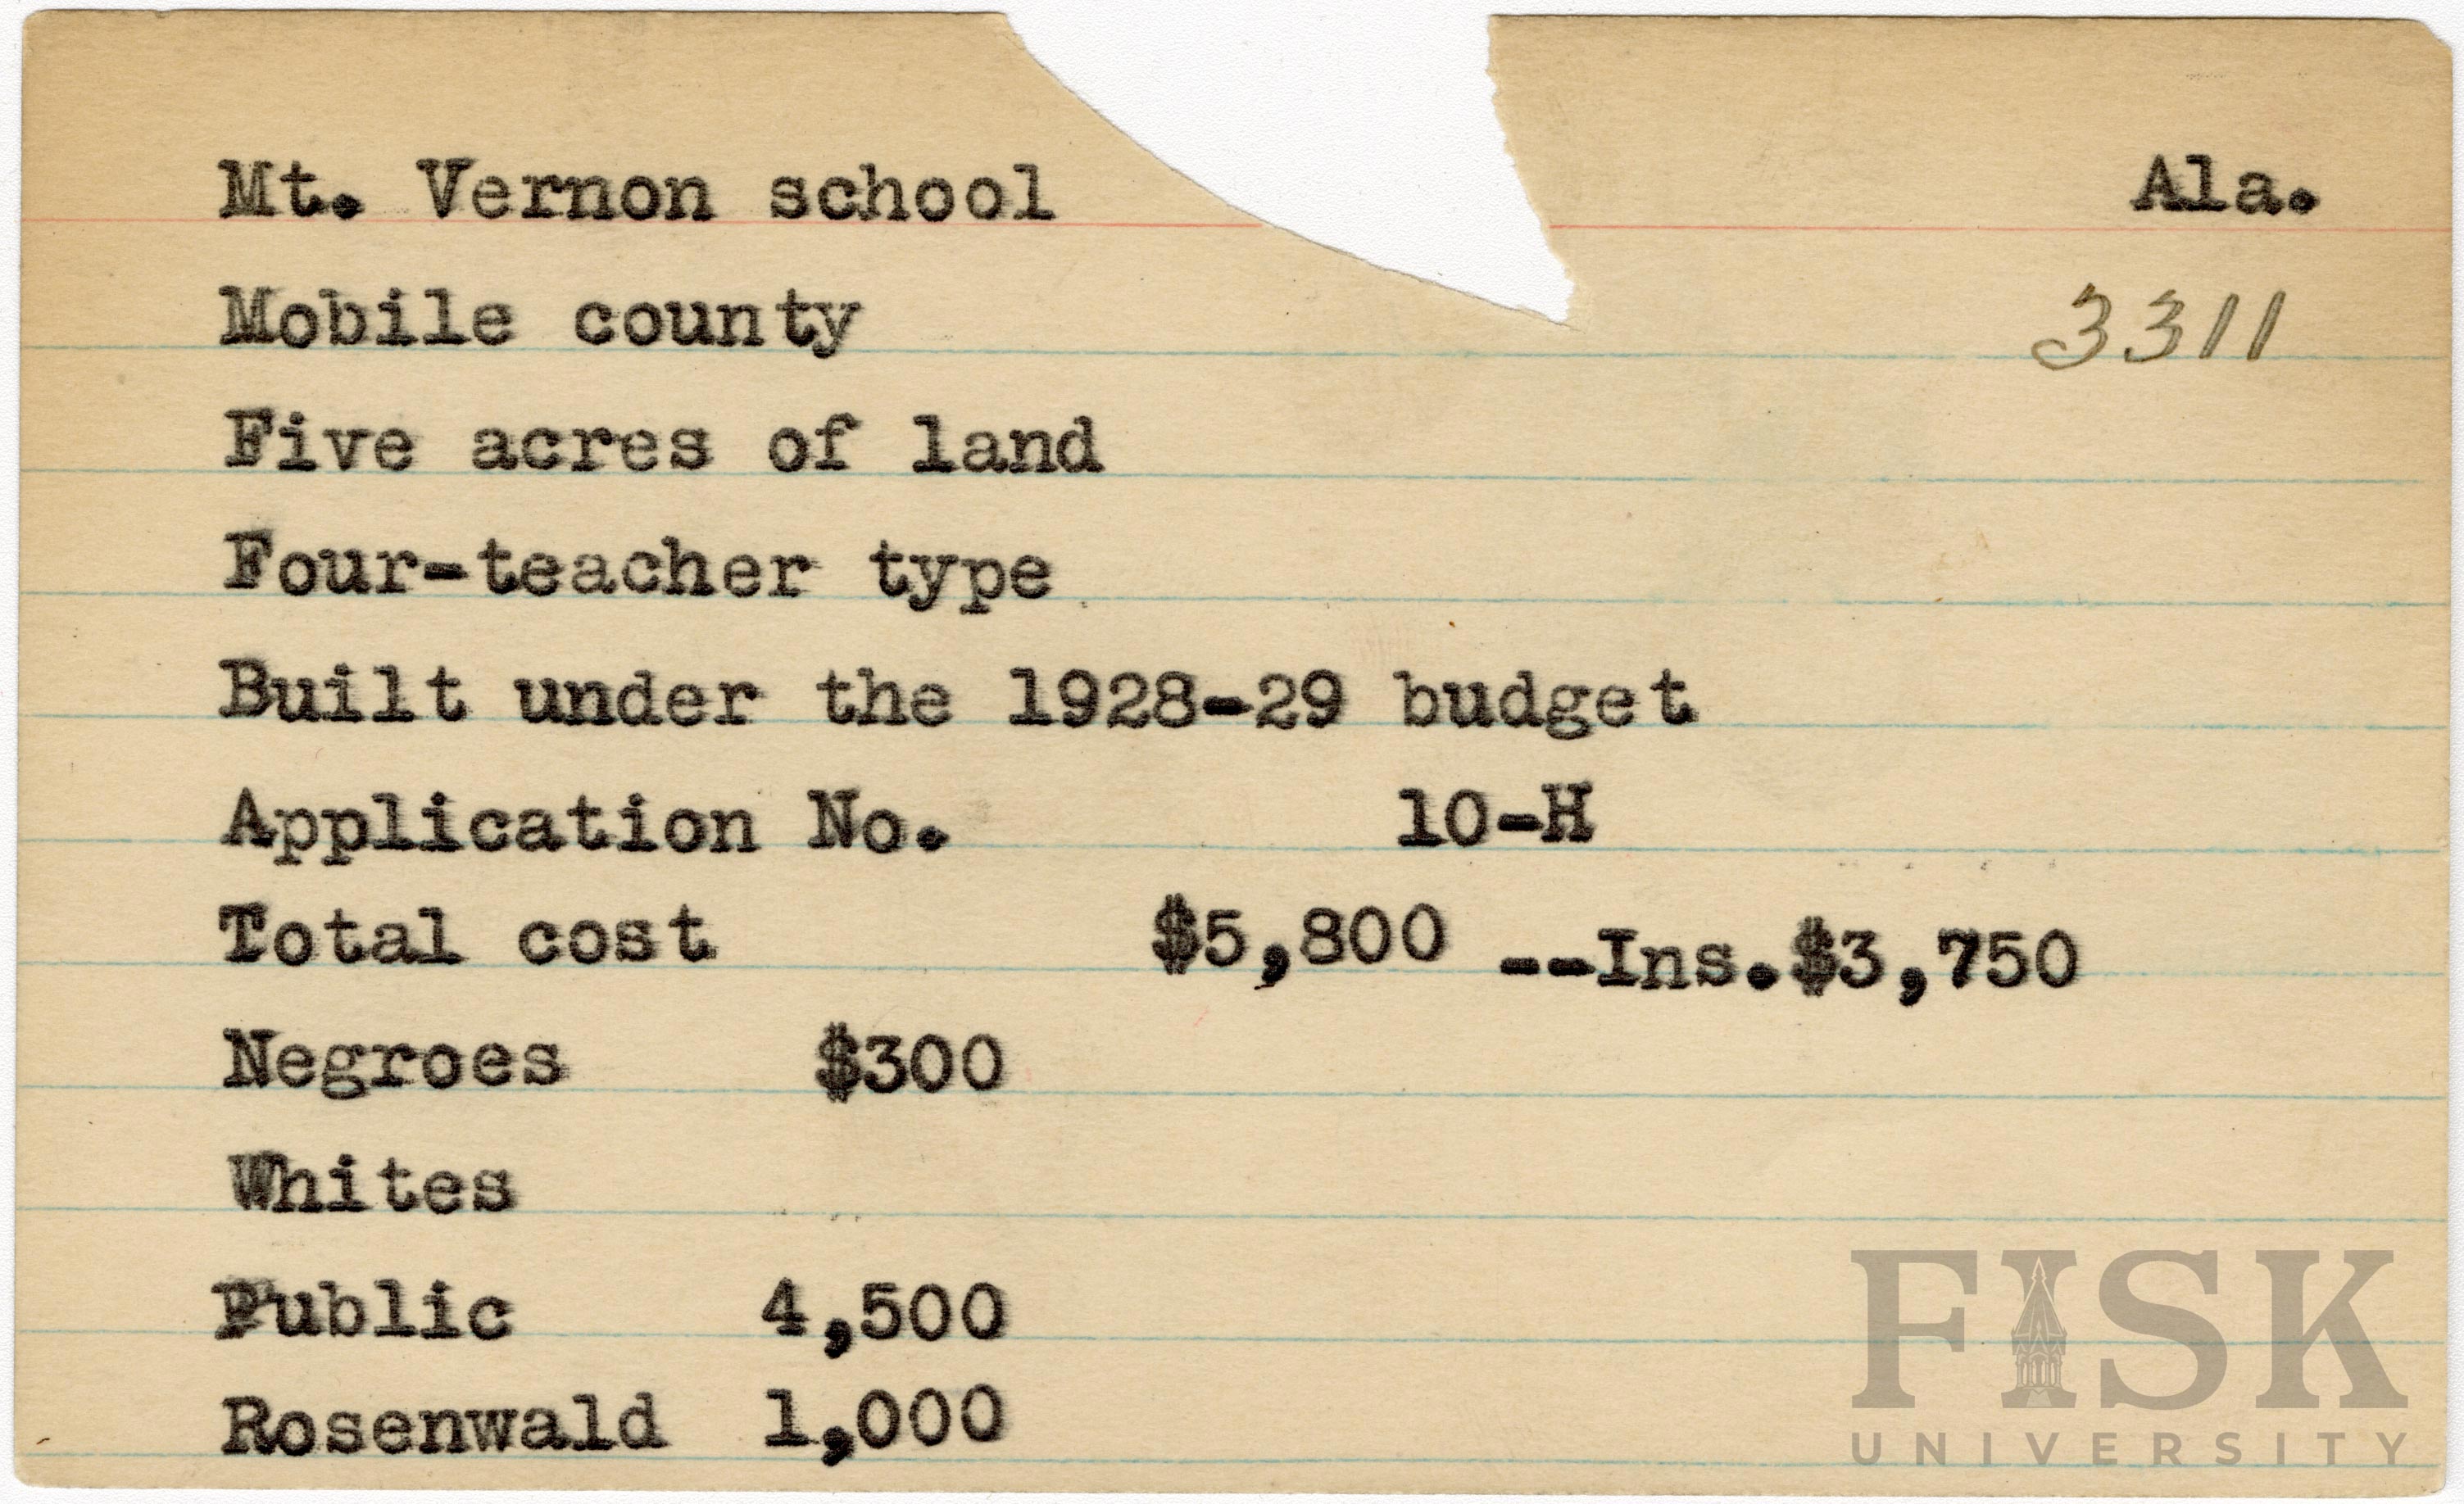 Mt. Vernon school Ala.
Mobile county 3311
Five acres of land
Four-teacher type
Built under the 1928-29 budget
Application No. 10-H
Total cost $5,800 --Ins.$3,750
Negroes $300
Whites
Public 4,500
Rosenwald 1,000
FISK
UNIVERSITY